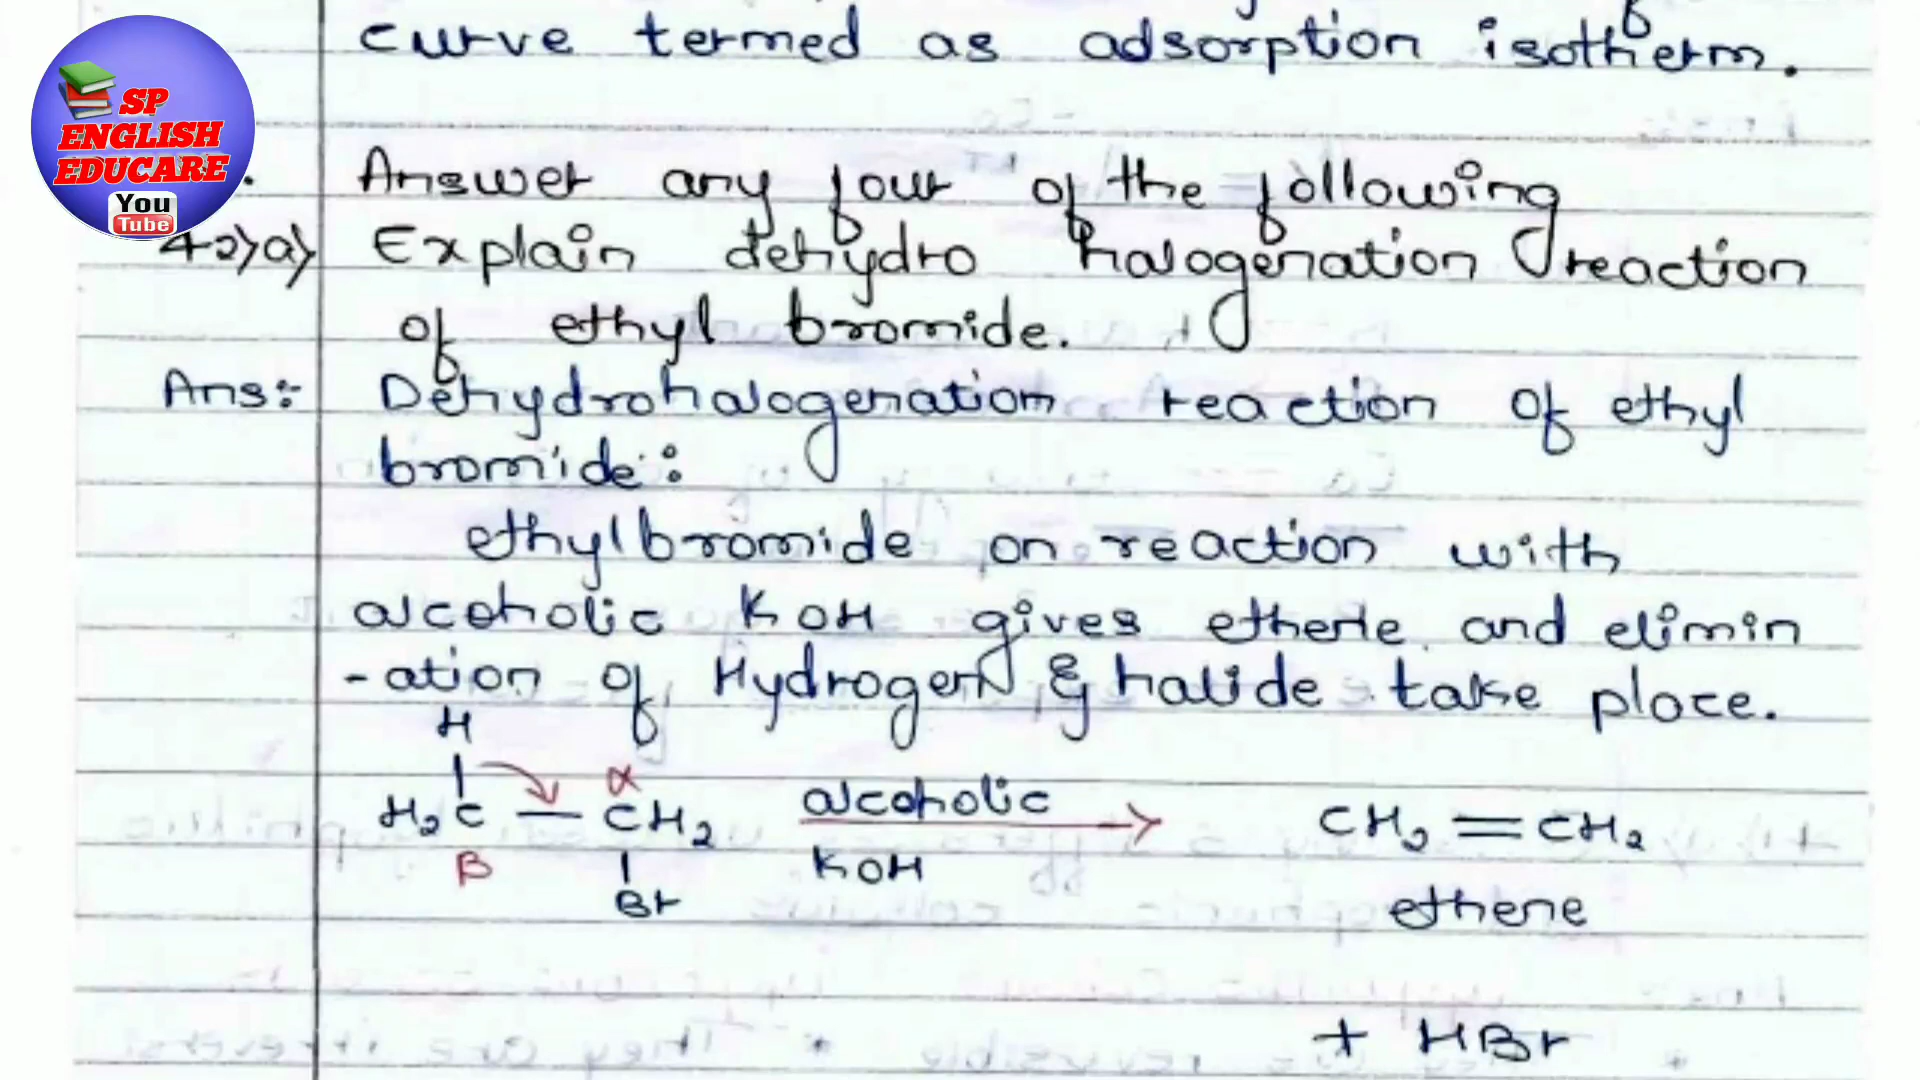 curve termed as adsorption isotherm.
SP
ENGLISH
EDUCARE
You
Tube
Answer any four of the following
42>a> Explain dehydro halogenation reaction
of ethyl bromide.
Ans:- Dehydrohalogenation reaction of ethyl
bromide:
ethylbromide on reaction with
alcoholic KOH gives ethene and elimin
-ation of Hydrogen & halide take place.
H
α
H₂C — CH₂ alcoholic CH₂ = CH₂
β KOH
Br ethene
+ HBr